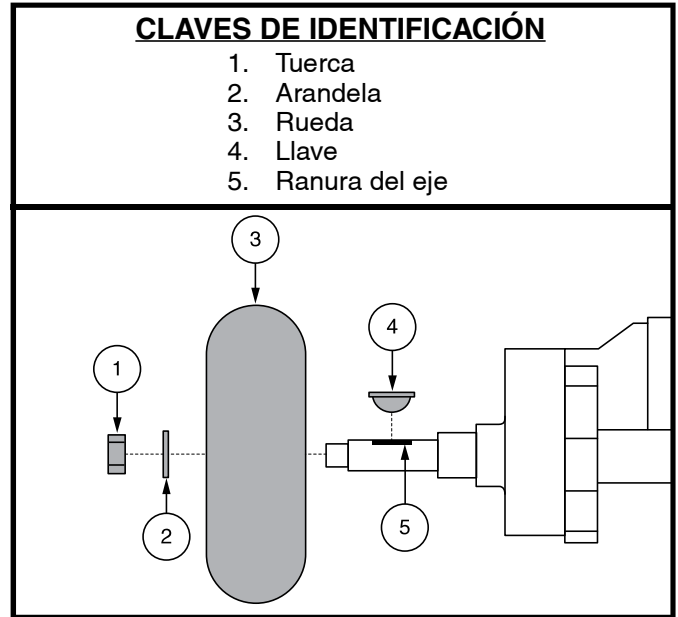 CLAVES DE IDENTIFICACIÓN
1. Tuerca
2. Arandela
3. Rueda
4. Llave
5. Ranura del eje
3
4
1
2
5